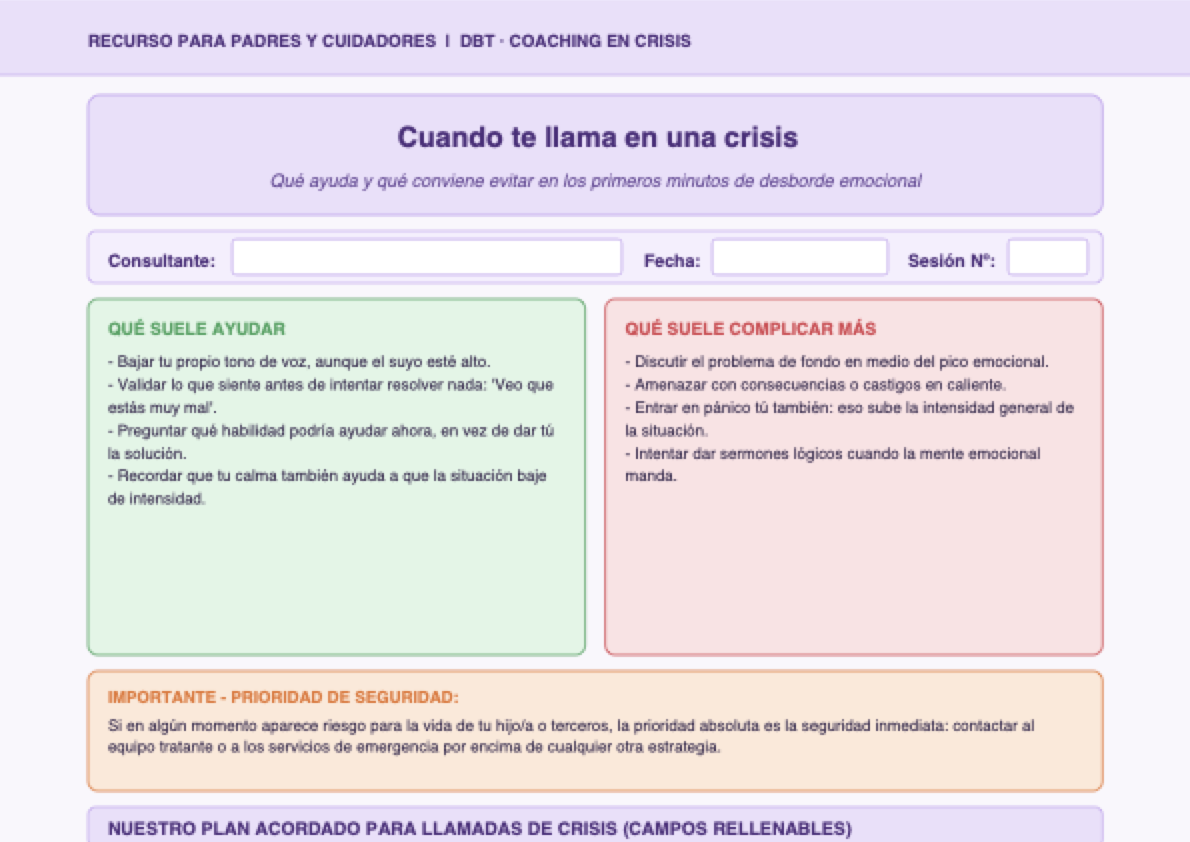 RECURSO PARA PADRES Y CUIDADORES | DBT · COACHING EN CRISIS
Cuando te llama en una crisis
Qué ayuda y qué conviene evitar en los primeros minutos de desborde emocional
Consultante:
Fecha:
Sesión Nº:
QUÉ SUELE AYUDAR
- Bajar tu propio tono de voz, aunque el suyo esté alto.
- Validar lo que siente antes de intentar resolver nada: 'Veo que
estás muy mal'.
- Preguntar qué habilidad podría ayudar ahora, en vez de dar tú
la solución.
- Recordar que tu calma también ayuda a que la situación baje
de intensidad.
QUÉ SUELE COMPLICAR MÁS
- Discutir el problema de fondo en medio del pico emocional.
- Amenazar con consecuencias o castigos en caliente.
- Entrar en pánico tú también: eso sube la intensidad general de
la situación.
- Intentar dar sermones lógicos cuando la mente emocional
manda.
IMPORTANTE - PRIORIDAD DE SEGURIDAD:
Si en algún momento aparece riesgo para la vida de tu hijo/a o terceros, la prioridad absoluta es la seguridad inmediata: contactar al
equipo tratante o a los servicios de emergencia por encima de cualquier otra estrategia.
NUESTRO PLAN ACORDADO PARA LLAMADAS DE CRISIS (CAMPOS RELLENABLES)